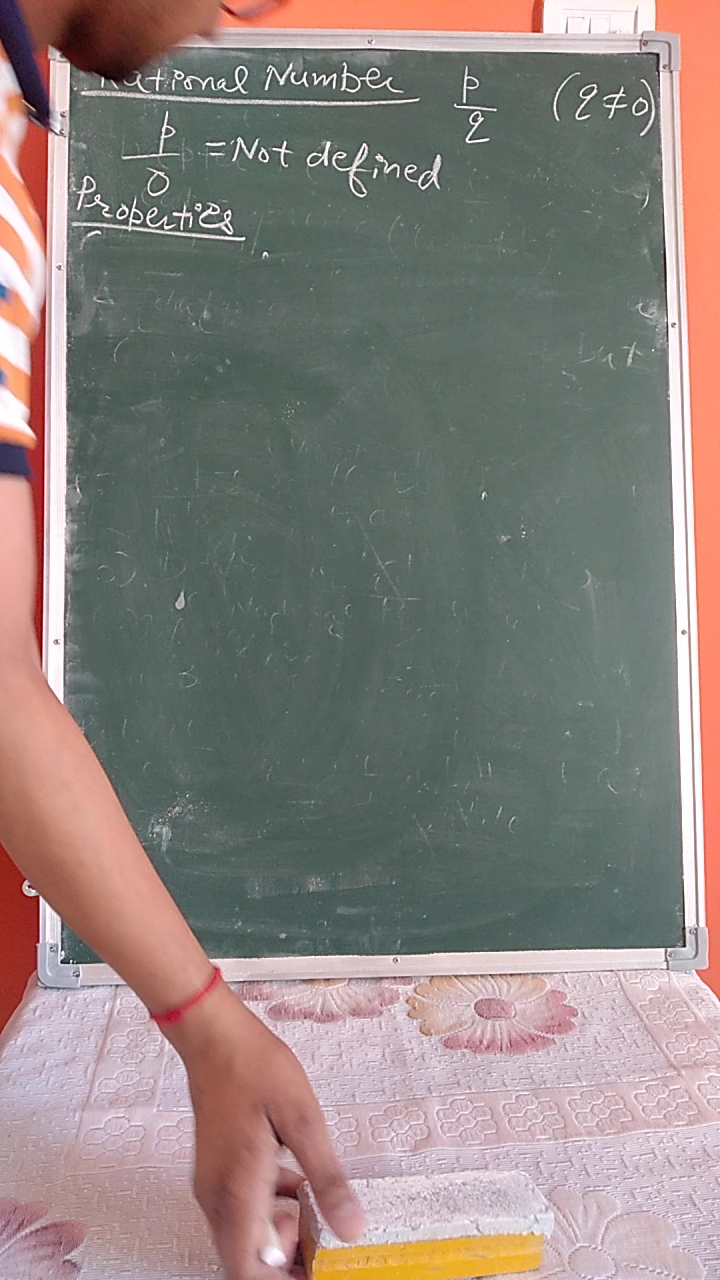 Rational Number p/q (q≠0)
p/0 = Not defined
Properties